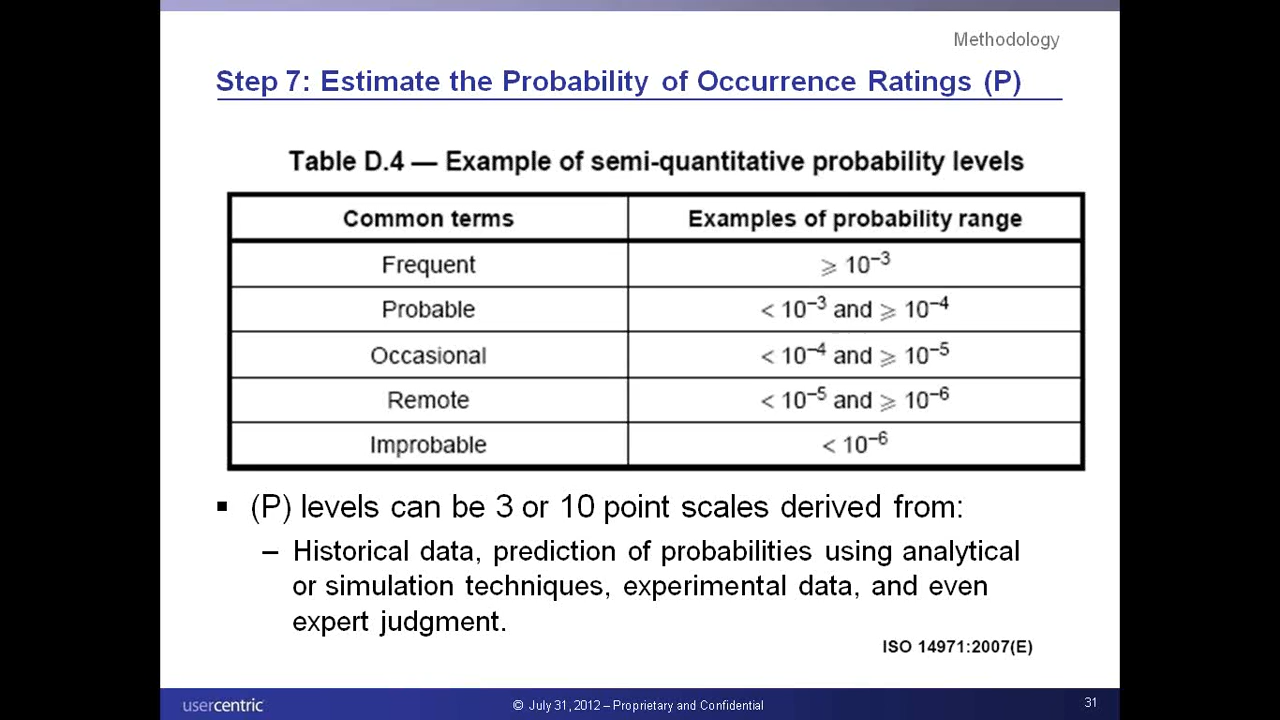 Methodology
Step 7: Estimate the Probability of Occurrence Ratings (P)
Table D.4 — Example of semi-quantitative probability levels
Common terms Examples of probability range
Frequent ⩾ 10⁻³
Probable < 10⁻³ and ⩾ 10⁻⁴
Occasional < 10⁻⁴ and ⩾ 10⁻⁵
Remote < 10⁻⁵ and ⩾ 10⁻⁶
Improbable < 10⁻⁶
▪ (P) levels can be 3 or 10 point scales derived from:
– Historical data, prediction of probabilities using analytical
or simulation techniques, experimental data, and even
expert judgment.
ISO 14971:2007(E)
usercentric © July 31, 2012 – Proprietary and Confidential 31